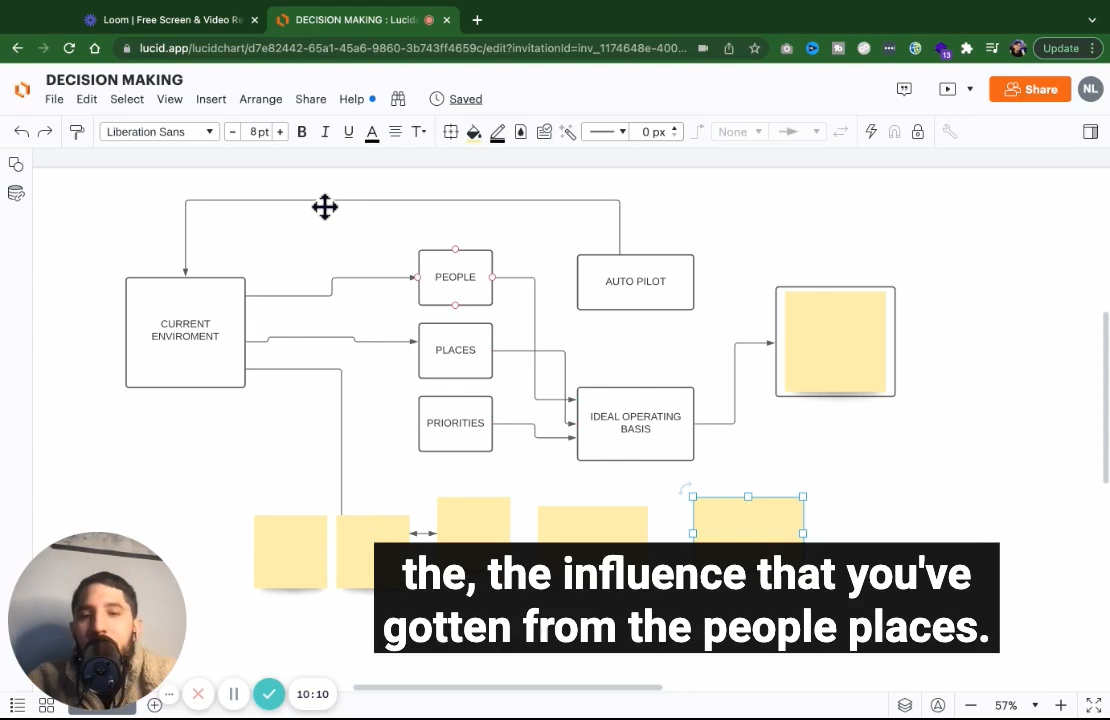 Loom | Free Screen & Video Re
DECISION MAKING : Lucid
lucid.app/lucidchart/d7e82442-65a1-45a6-9860-3b743ff4659c/edit?invitationId=inv_1174648e-400...
13
Update
DECISION MAKING
File Edit Select View Insert Arrange Share Help Saved
Share
NL
Liberation Sans
8 pt
B I U A T
0 px
None
PEOPLE
AUTO PILOT
CURRENT
ENVIROMENT
PLACES
PRIORITIES
IDEAL OPERATING
BASIS
the, the influence that you've
gotten from the people places.
10:10
57%